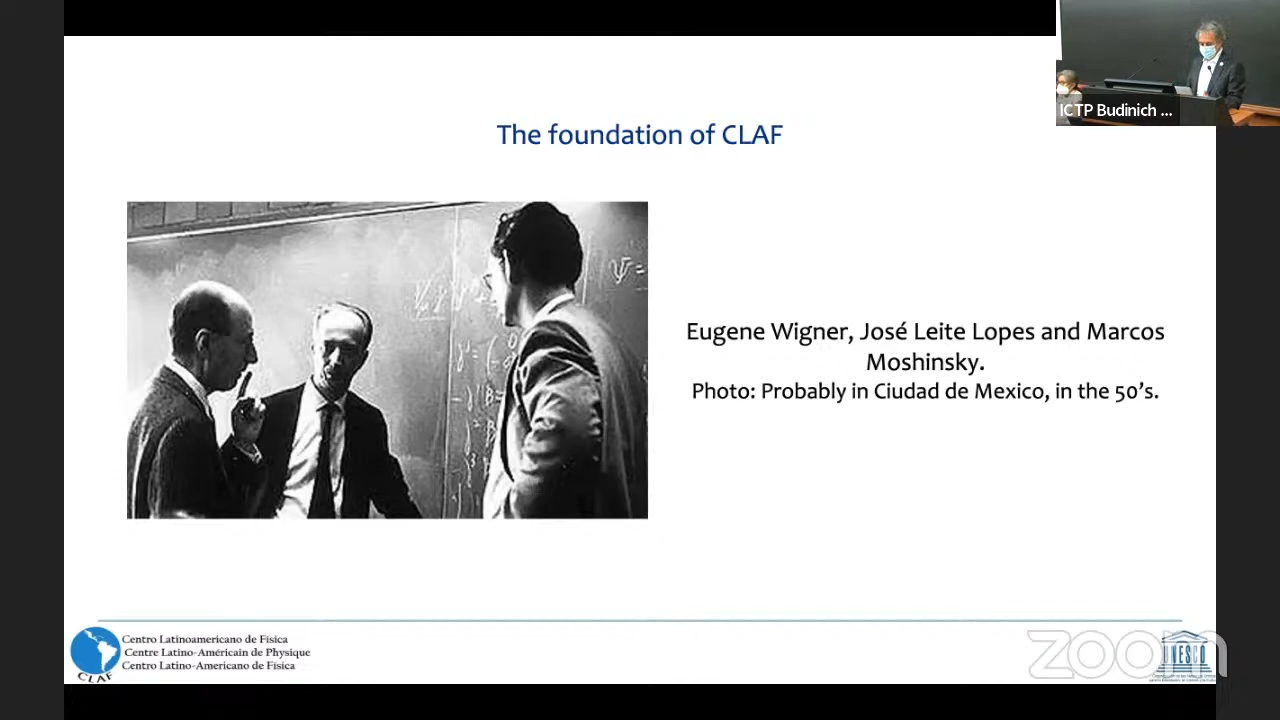 ICTP Budinich ...
The foundation of CLAF
ψ=
Eugene Wigner, José Leite Lopes and Marcos
Moshinsky.
Photo: Probably in Ciudad de Mexico, in the 50's.
Centro Latinoamericano de Física
Centre Latino-Américain de Physique
Centro Latino-Americano de Física
CLAF
zoom
UNESCO